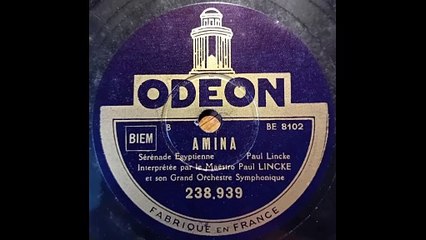 ODEON
B BE 8102
BIEM
AMINA
Sérénade Egyptienne Paul Lincke
Interprétée par le Maëstro Paul LINCKE
et son Grand Orchestre Symphonique
238,939
FABRIQUÉ EN FRANCE